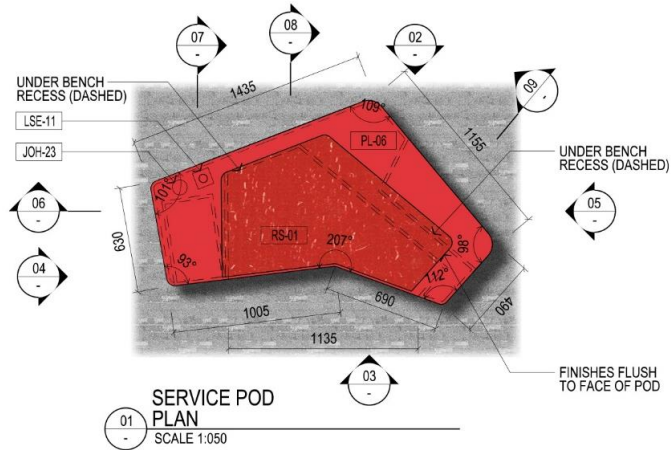 07
-
08
-
02
-
09
-
1435
109°
UNDER BENCH
RECESS (DASHED)
LSE-11
JOH-23
PL-06
1155
UNDER BENCH
RECESS (DASHED)
101°
06
-
05
-
630
RS-01
207°
98°
04
-
93°
112°
690
490
1005
1135
03
-
FINISHES FLUSH
TO FACE OF POD
01
-
SERVICE POD
PLAN
SCALE 1:050